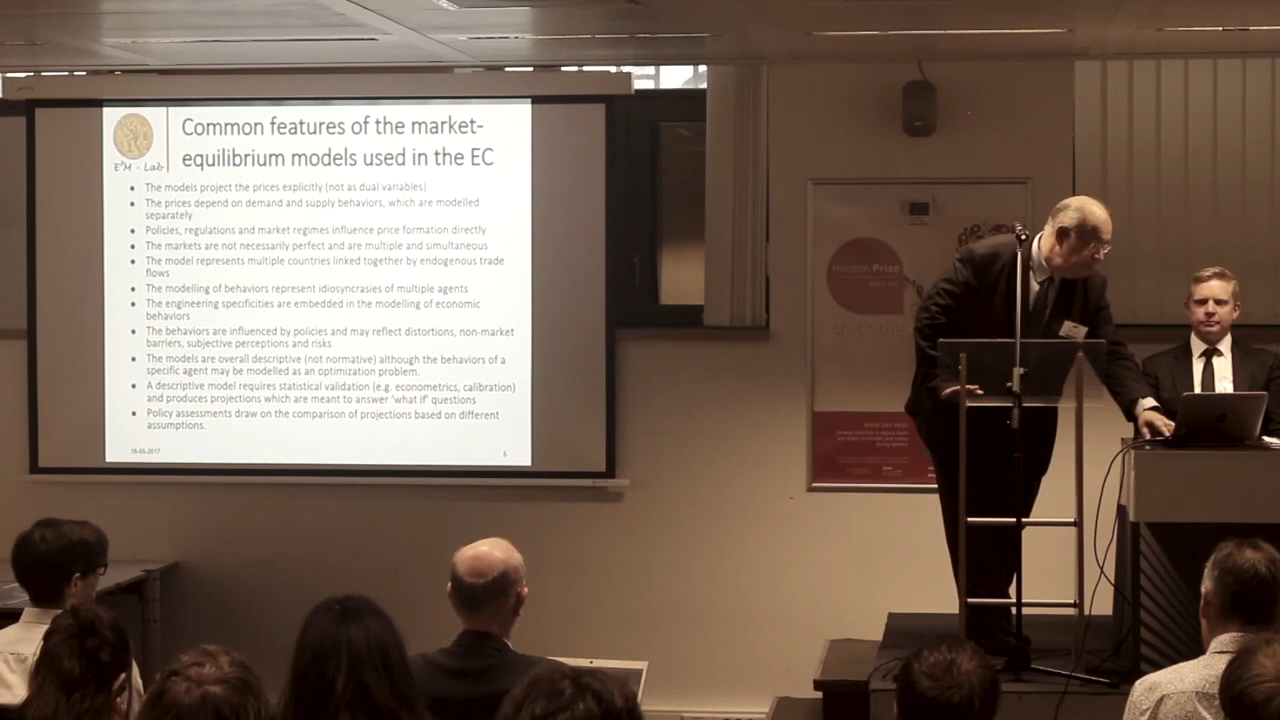 Common features of the market-
equilibrium models used in the EC
E³M - Lab
● The models project the prices explicitly (not as dual variables)
● The prices depend on demand and supply behaviors, which are modelled
separately
● Policies, regulations and market regimes influence price formation directly
● The markets are not necessarily perfect and are multiple and simultaneous
● The model represents multiple countries linked together by endogenous trade
flows
● The modelling of behaviors represent idiosyncrasies of multiple agents
● The engineering specificities are embedded in the modelling of economic
behaviors
● The behaviors are influenced by policies and may reflect distortions, non-market
barriers, subjective perceptions and risks
● The models are overall descriptive (not normative) although the behaviors of a
specific agent may be modelled as an optimization problem.
● A descriptive model requires statistical validation (e.g. econometrics, calibration)
and produces projections which are meant to answer 'what if' questions
● Policy assessments draw on the comparison of projections based on different
assumptions.
16-05-2017
3
Horizon Prize